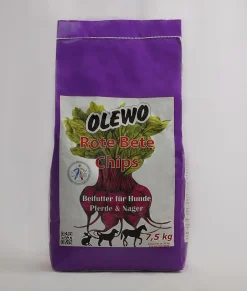 OLEWO
Rote Bete
Chips
Beifutter für Hunde
Pferde & Nager
7,5 kg